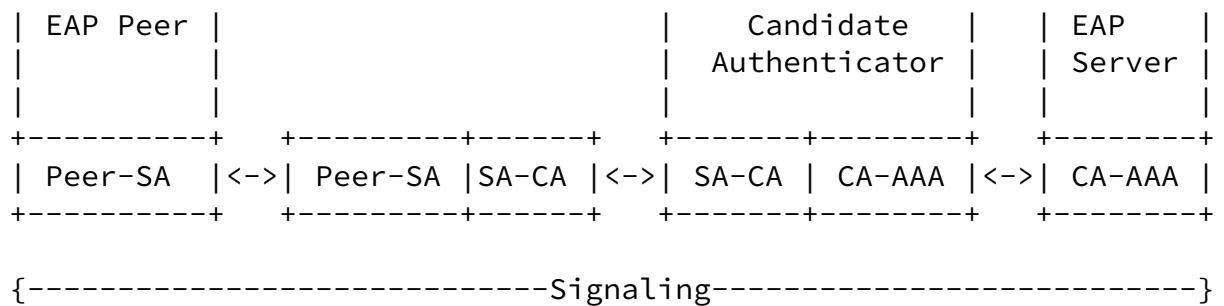 | EAP Peer |                         |    Candidate   |   | EAP    |
|          |                         |  Authenticator |   | Server |
|          |                         |                |   |        |
+----------+   +---------+------+   +-------+--------+   +--------+
| Peer-SA  |<->| Peer-SA |SA-CA |<->| SA-CA | CA-AAA |<->| CA-AAA |
+----------+   +---------+------+   +-------+--------+   +--------+
{-----------------------------Signaling---------------------------}